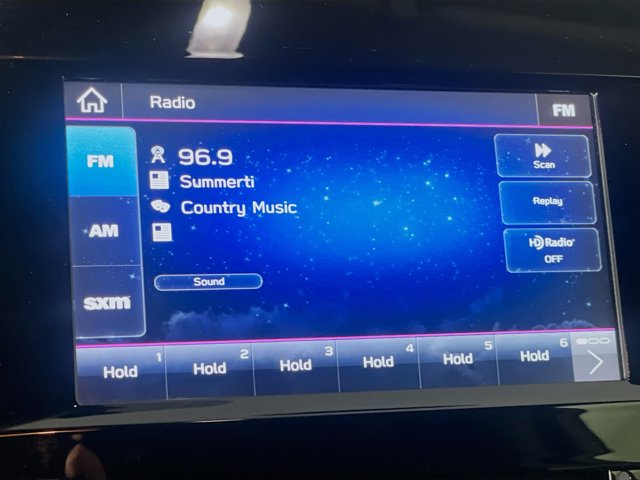 Radio
FM
FM
AM
sxm
96.9
Summerti
Country Music
Sound
Scan
Replay
HD Radio
OFF
1
Hold
2
Hold
3
Hold
4
Hold
5
Hold
6
Hold